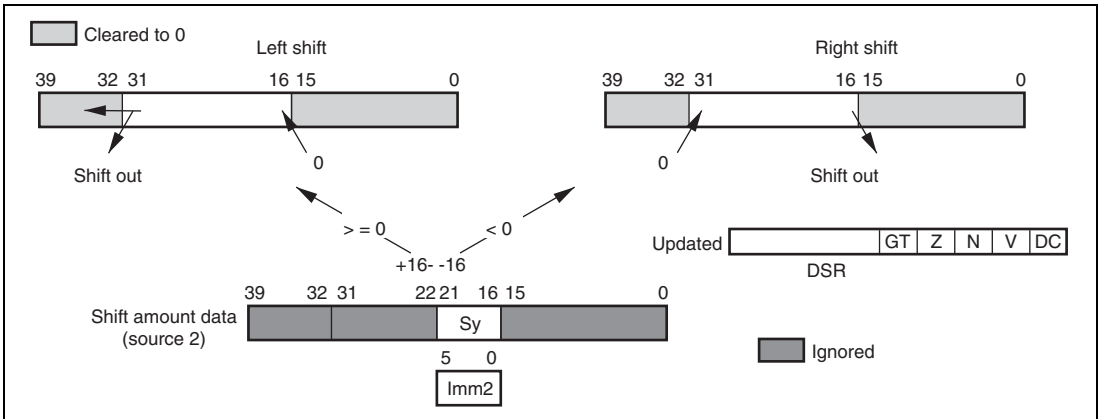 Cleared to 0
Left shift
Right shift
39 32 31 16 15 0
39 32 31 16 15 0
0
0
Shift out
Shift out
> = 0
< 0
Updated
GT Z N V DC
DSR
+16- -16
39 32 31 22 21 16 15 0
Shift amount data
(source 2)
Sy
Ignored
5 0
Imm2